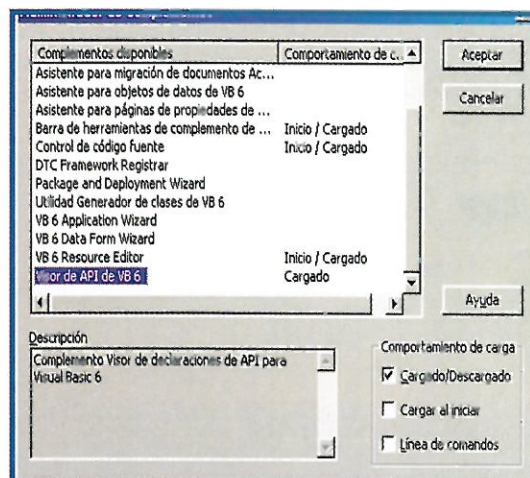 Administrador de complementos
Complementos disponibles Comportamiento de c...
Asistente para migración de documentos Ac...
Asistente para objetos de datos de VB 6
Asistente para páginas de propiedades de ...
Barra de herramientas de complemento de ... Inicio / Cargado
Control de código fuente Inicio / Cargado
DTC Framework Registrar
Package and Deployment Wizard
Utilidad Generador de clases de VB 6
VB 6 Application Wizard
VB 6 Data Form Wizard
VB 6 Resource Editor Inicio / Cargado
Visor de API de VB 6 Cargado
Aceptar
Cancelar
Ayuda
Descripción
Complemento Visor de declaraciones de API para
Visual Basic 6
Comportamiento de carga
Cargado/Descargado
Cargar al iniciar
Línea de comandos